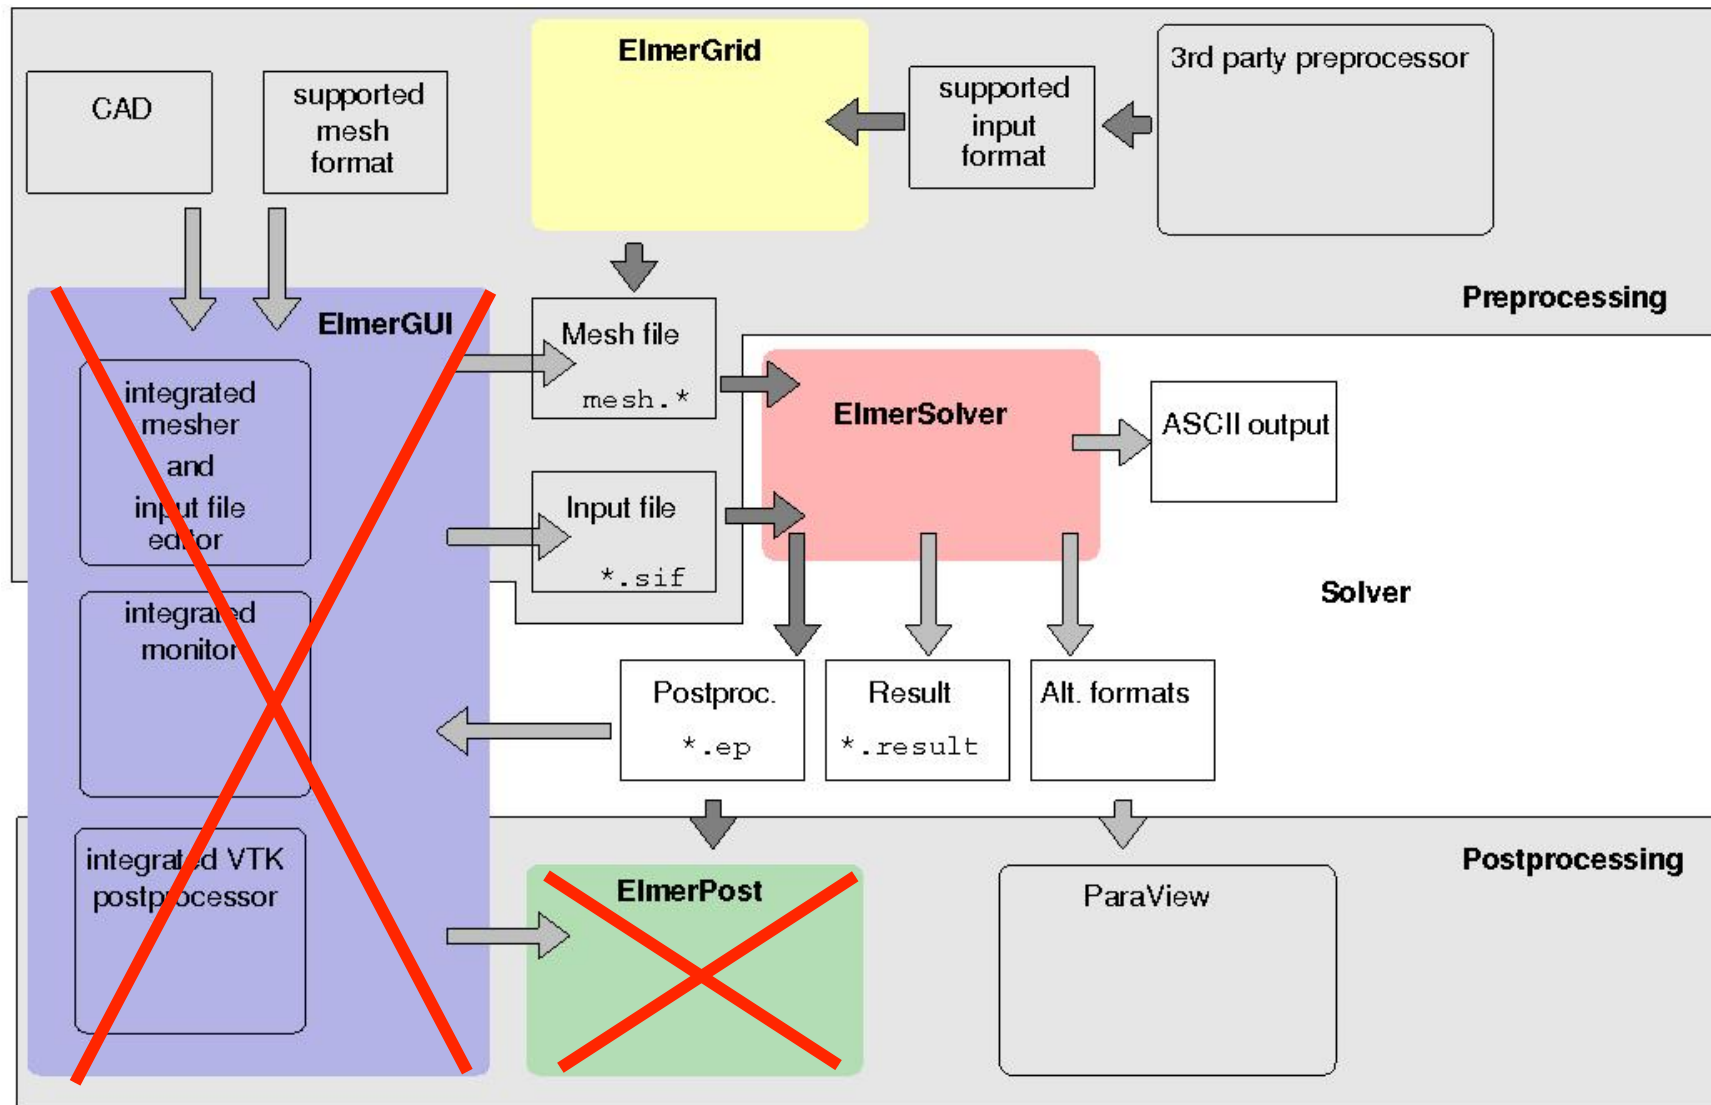 ElmerGrid
3rd party preprocessor
CAD
supported
mesh
format
supported
input
format
Preprocessing
ElmerGUI
Mesh file
mesh.*
integrated
mesher
and
input file
editor
ElmerSolver
ASCII output
Input file
*.sif
Solver
integrated
monitor
Postproc.
*.ep
Result
*.result
Alt. formats
integrated VTK
postprocessor
ElmerPost
ParaView
Postprocessing